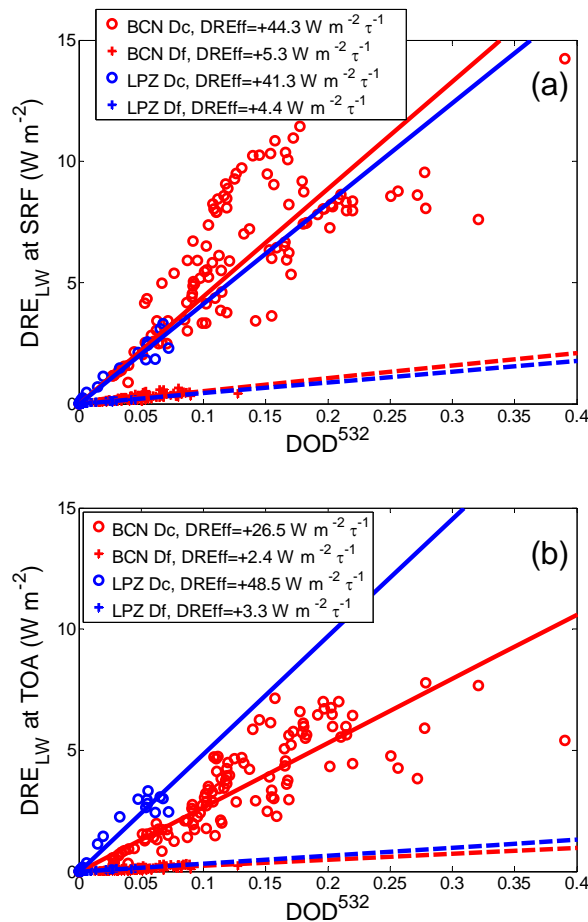 BCN Dc, DREff=+44.3 W m⁻² τ⁻¹
BCN Df, DREff=+5.3 W m⁻² τ⁻¹
LPZ Dc, DREff=+41.3 W m⁻² τ⁻¹
LPZ Df, DREff=+4.4 W m⁻² τ⁻¹
(a)
DRE_LW at SRF (W m⁻²)
15
10
5
0
0 0.05 0.1 0.15 0.2 0.25 0.3 0.35 0.4
DOD⁵³²
BCN Dc, DREff=+26.5 W m⁻² τ⁻¹
BCN Df, DREff=+2.4 W m⁻² τ⁻¹
LPZ Dc, DREff=+48.5 W m⁻² τ⁻¹
LPZ Df, DREff=+3.3 W m⁻² τ⁻¹
(b)
DRE_LW at TOA (W m⁻²)
15
10
5
0
0 0.05 0.1 0.15 0.2 0.25 0.3 0.35 0.4
DOD⁵³²